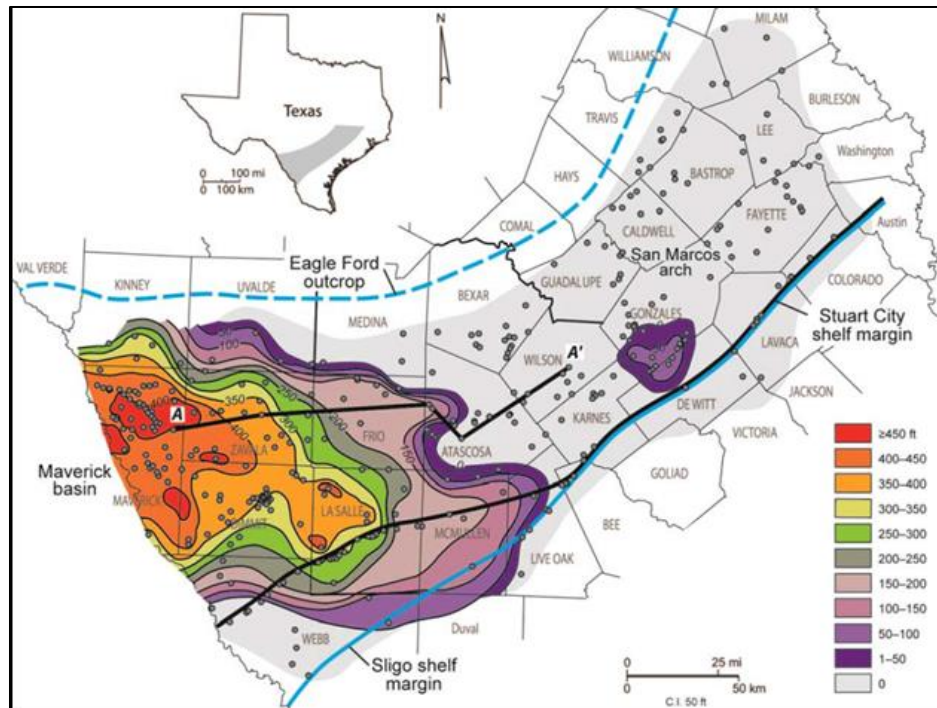 N
MILAM
WILLIAMSON
BURLESON
TRAVIS
Texas
LEE
Washington
0 100 mi
0 100 km
HAYS
BASTROP
FAYETTE
Austin
COMAL
CALDWELL
San Marcos
arch
VAL VERDE
KINNEY
UVALDE
Eagle Ford
outcrop
BEXAR
GUADALUPE
COLORADO
MEDINA
GONZALES
Stuart City
shelf margin
LAVACA
WILSON
A'
100
250
200
350
300
400
400
150
A
FRIO
ZAVALA
KARNES
DE WITT
JACKSON
VICTORIA
ATASCOSA
0
GOLIAD
Maverick
basin
MAVERICK
DIMMIT
LA SALLE
MCMULLEN
BEE
LIVE OAK
WEBB
Duval
Sligo shelf
margin
≥450 ft
400–450
350–400
300–350
250–300
200–250
150–200
100–150
50–100
1–50
0
0 25 mi
0 50 km
C.I. 50 ft